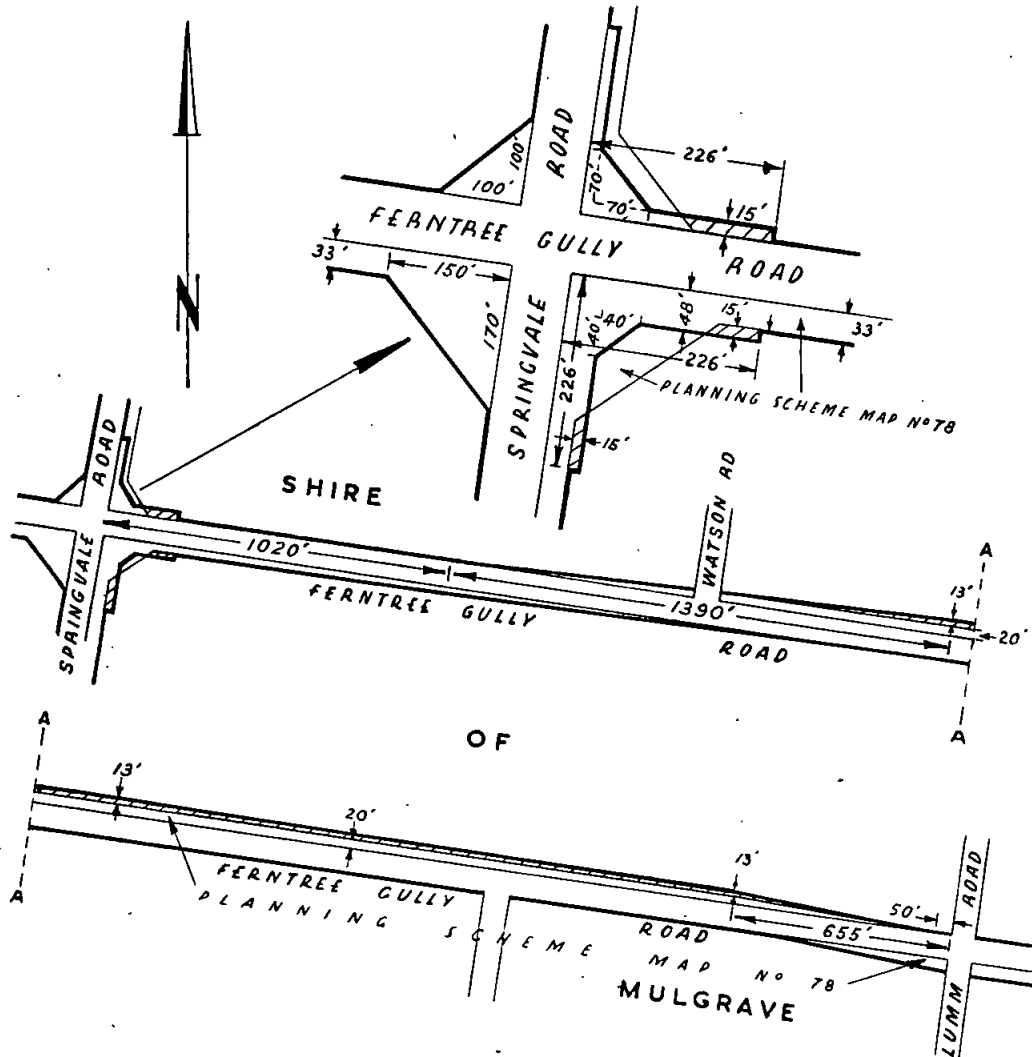 ROAD
226'
100'
100'
70'
70'
15'
FERNTREE GULLY ROAD
33'
150'
170'
SPRINGVALE
226'
40'
40'
48'
15'
33'
226'
PLANNING SCHEME MAP Nº 78
15'
N
ROAD
SHIRE
WATSON RD
SPRINGVALE
1020'
1390'
FERNTREE GULLY ROAD
A
13'
20'
A
OF
A
13'
20'
13'
50'
ROAD
A
FERNTREE GULLY ROAD
655'
PLANNING SCHEME MAP Nº 78
MULGRAVE
LUMM